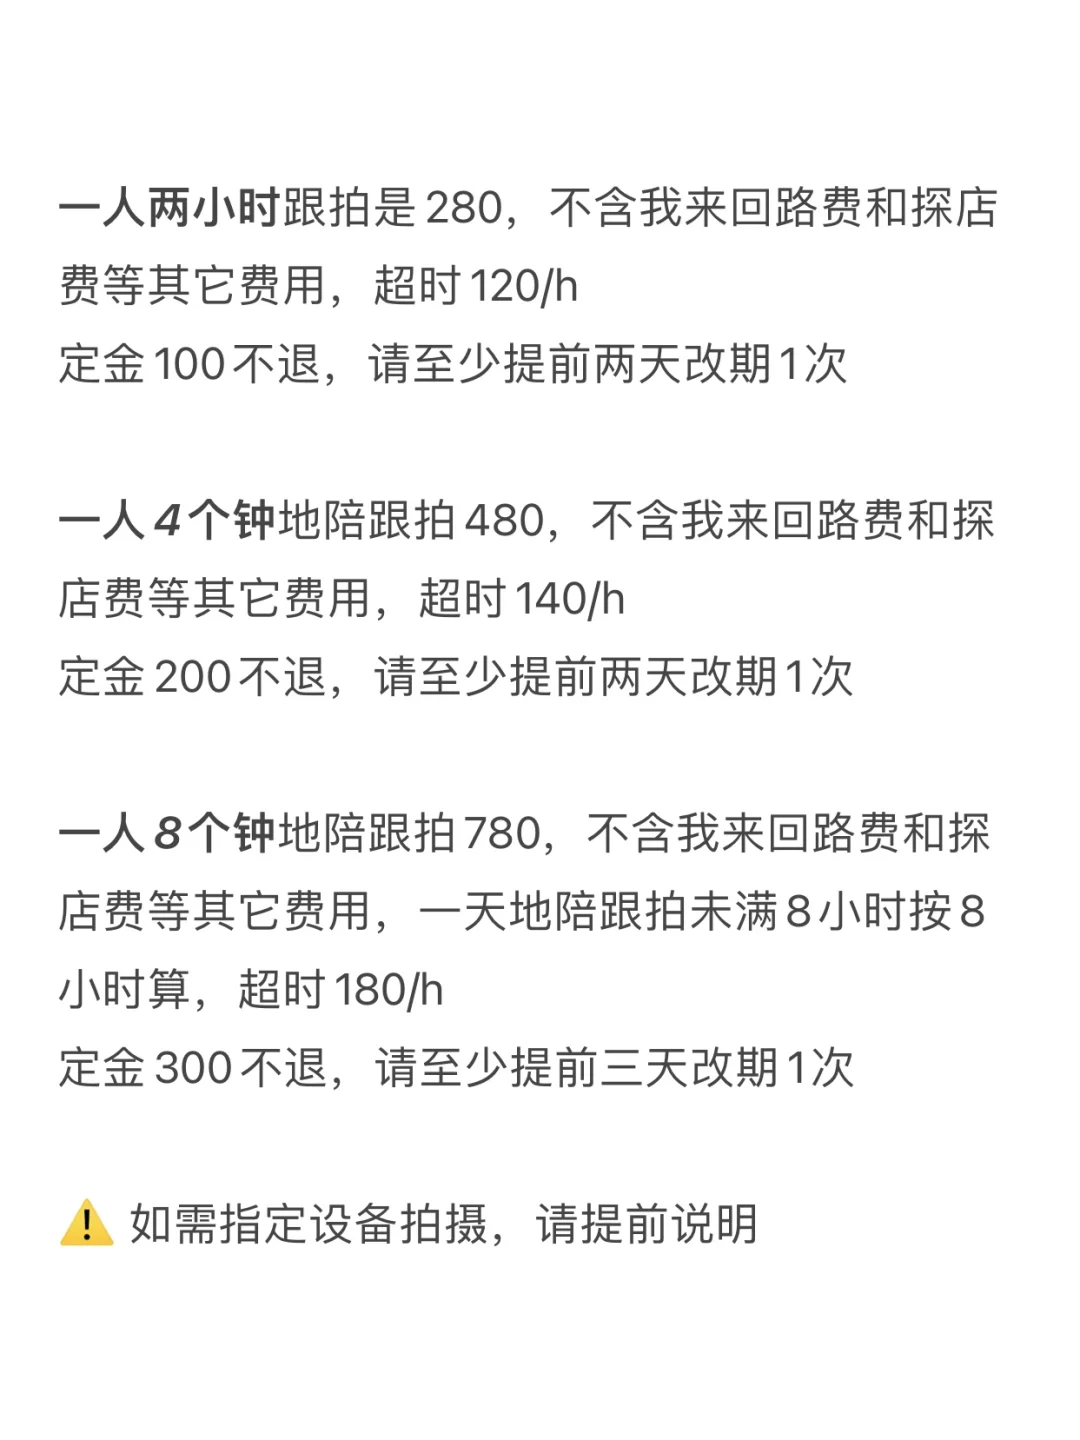 一人两小时跟拍是280，不含我来回路费和探店
费等其它费用，超时120/h
定金100不退，请至少提前两天改期1次
一人4个钟地陪跟拍480，不含我来回路费和探
店费等其它费用，超时140/h
定金200不退，请至少提前两天改期1次
一人8个钟地陪跟拍780，不含我来回路费和探
店费等其它费用，一天地陪跟拍未满8小时按8
小时算，超时180/h
定金300不退，请至少提前三天改期1次
⚠️ 如需指定设备拍摄，请提前说明